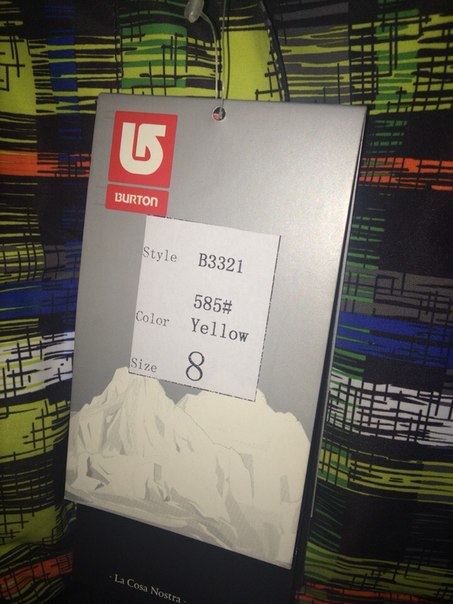 BURTON
Style B3321
585#
Color Yellow
Size 8
· La Cosa Nostra ·